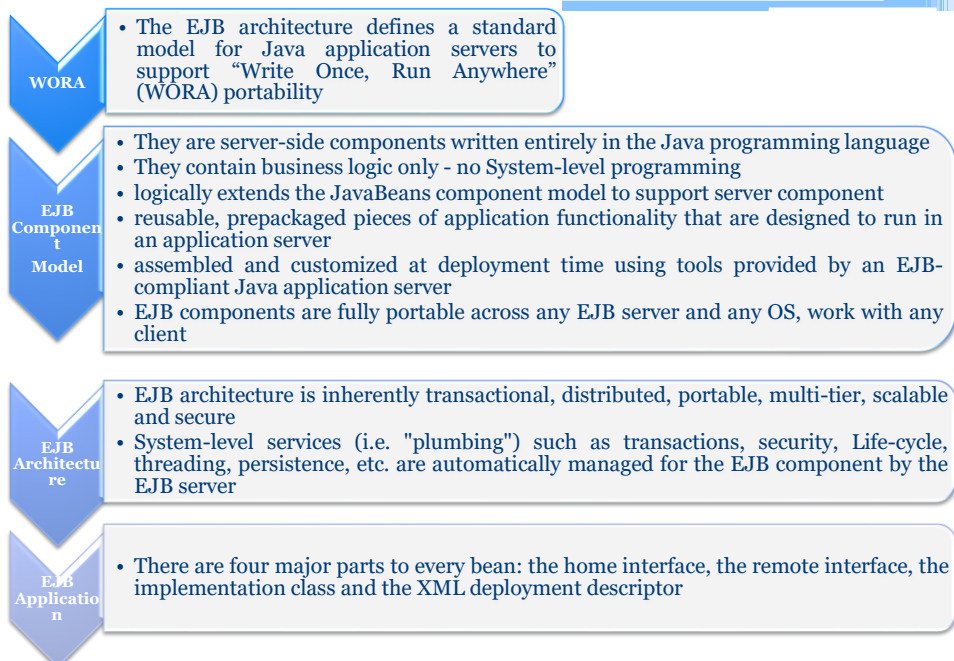 WORA
• The EJB architecture defines a standard
model for Java application servers to
support “Write Once, Run Anywhere”
(WORA) portability
EJB
Componen
t
Model
• They are server-side components written entirely in the Java programming language
• They contain business logic only - no System-level programming
• logically extends the JavaBeans component model to support server component
• reusable, prepackaged pieces of application functionality that are designed to run in
an application server
• assembled and customized at deployment time using tools provided by an EJB-
compliant Java application server
• EJB components are fully portable across any EJB server and any OS, work with any
client
EJB
Architectu
re
• EJB architecture is inherently transactional, distributed, portable, multi-tier, scalable
and secure
• System-level services (i.e. "plumbing") such as transactions, security, Life-cycle,
threading, persistence, etc. are automatically managed for the EJB component by the
EJB server
EJB
Applicatio
n
• There are four major parts to every bean: the home interface, the remote interface, the
implementation class and the XML deployment descriptor